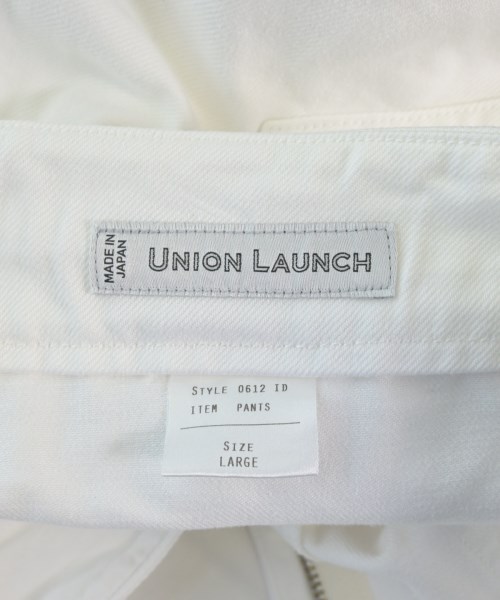 MADE IN
JAPAN
UNION LAUNCH
STYLE 0612 ID
ITEM PANTS
SIZE
LARGE